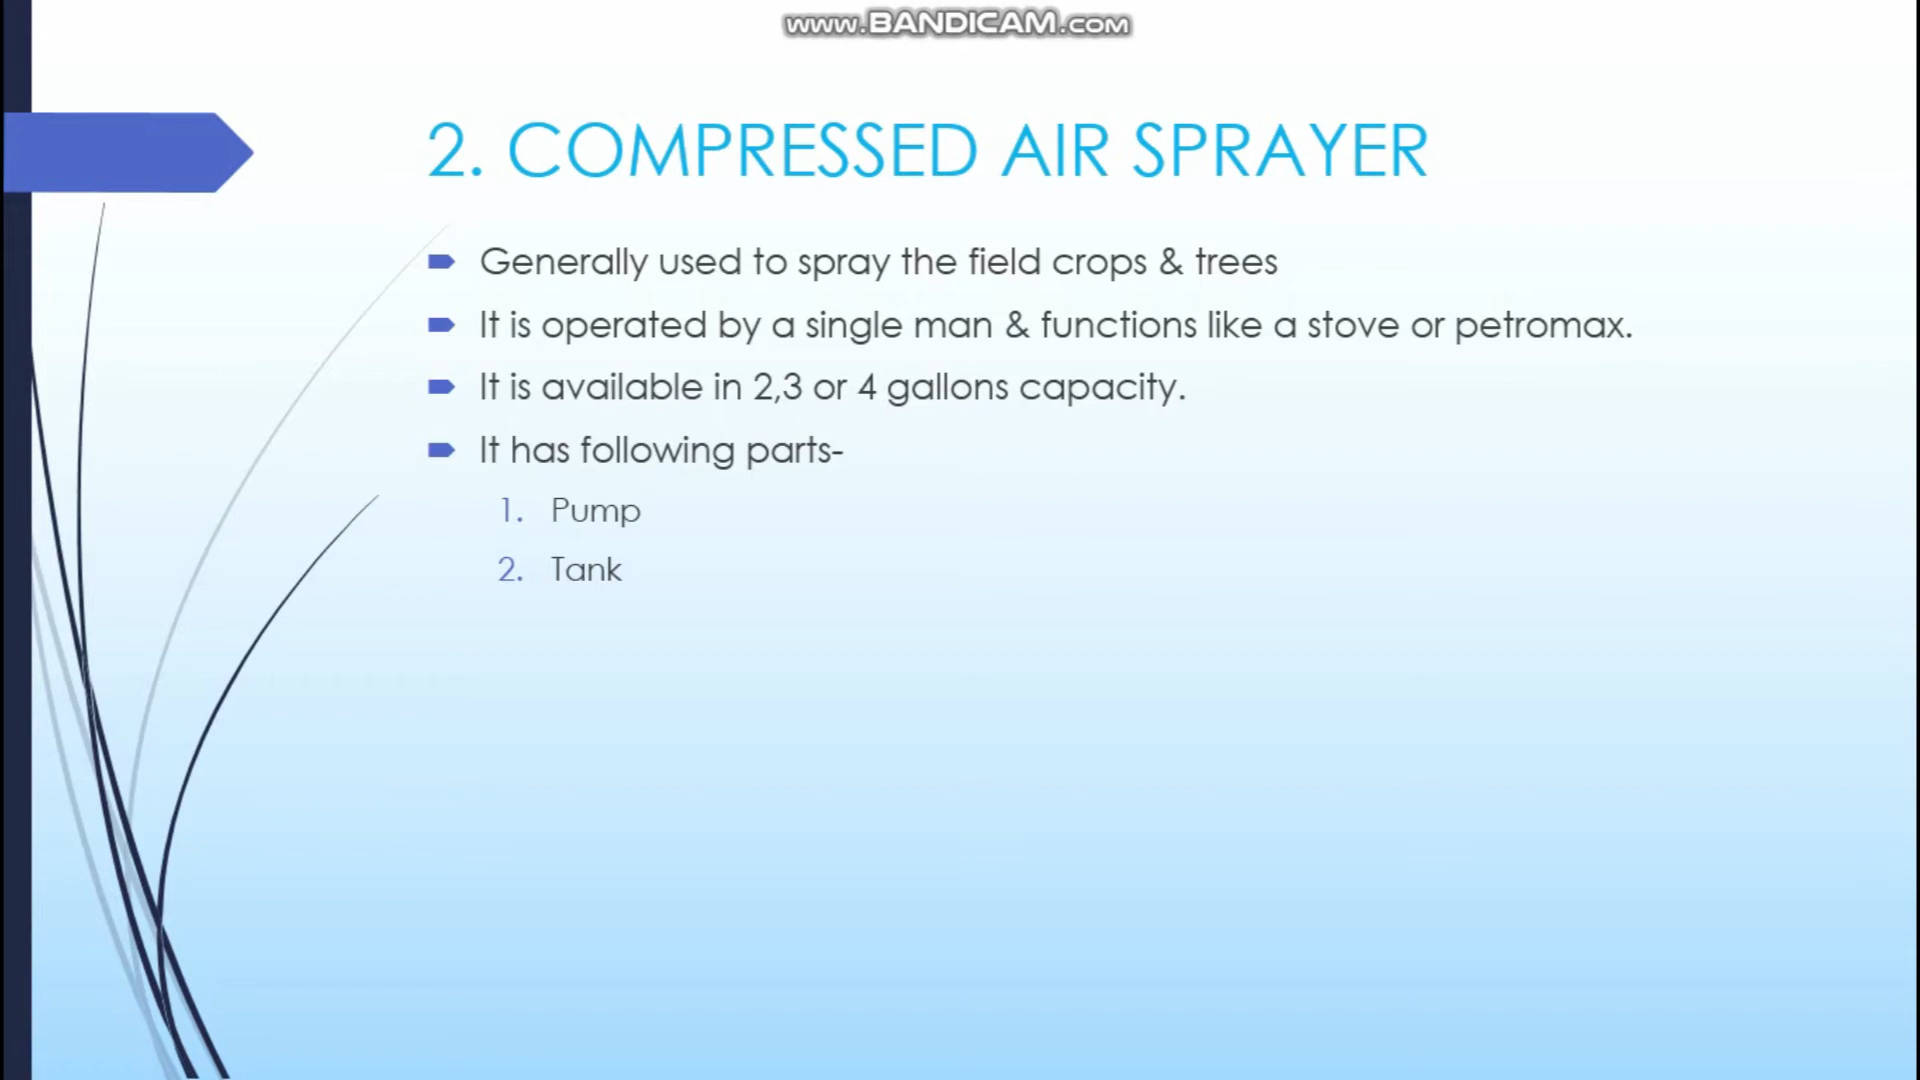 www.BANDICAM.com
2. COMPRESSED AIR SPRAYER
Generally used to spray the field crops & trees
It is operated by a single man & functions like a stove or petromax.
It is available in 2,3 or 4 gallons capacity.
It has following parts-
1. Pump
2. Tank